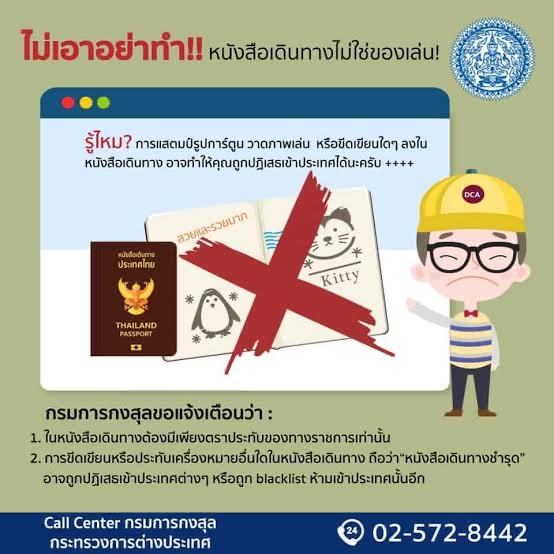 ไม่เอาอย่าทำ!! หนังสือเดินทางไม่ใช่ของเล่น!
รู้ไหม? การแสตมป์รูปการ์ตูน วาดภาพเล่น หรือขีดเขียนใดๆ ลงใน
หนังสือเดินทาง อาจทำให้คุณถูกปฏิเสธเข้าประเทศได้นะครับ ++++
DCA
สวยและรวยมาก
Kitty
หนังสือเดินทาง
ประเทศไทย
THAILAND
PASSPORT
กรมการกงสุลขอแจ้งเตือนว่า :
1. ในหนังสือเดินทางต้องมีเพียงตราประทับของทางราชการเท่านั้น
2. การขีดเขียนหรือประทับเครื่องหมายอื่นใดในหนังสือเดินทาง ถือว่า“หนังสือเดินทางชำรุด”
อาจถูกปฏิเสธเข้าประเทศต่างๆ หรือถูก blacklist ห้ามเข้าประเทศนั้นอีก
Call Center กรมการกงสุล
กระทรวงการต่างประเทศ
24 02-572-8442